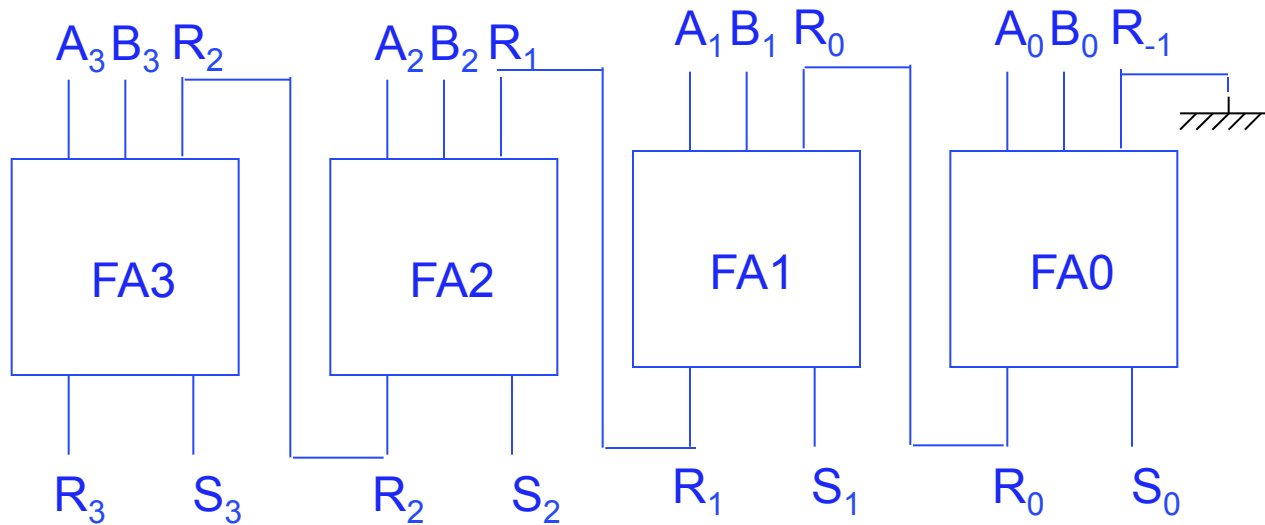 A₃ B₃ R₂ A₂ B₂ R₁ A₁ B₁ R₀ A₀ B₀ R₋₁
FA3 FA2 FA1 FA0
R₃ S₃ R₂ S₂ R₁ S₁ R₀ S₀